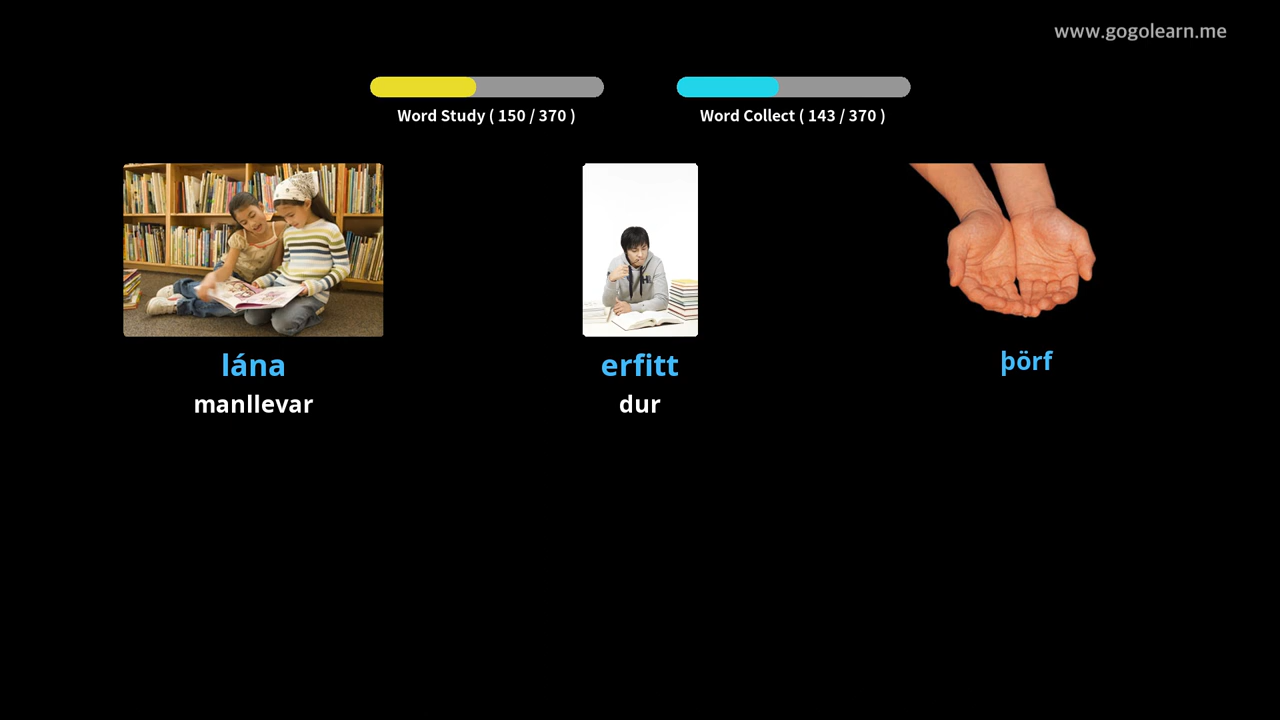 www.gogolearn.me
Word Study ( 150 / 370 )
Word Collect ( 143 / 370 )
lána
manllevar
erfitt
dur
þörf